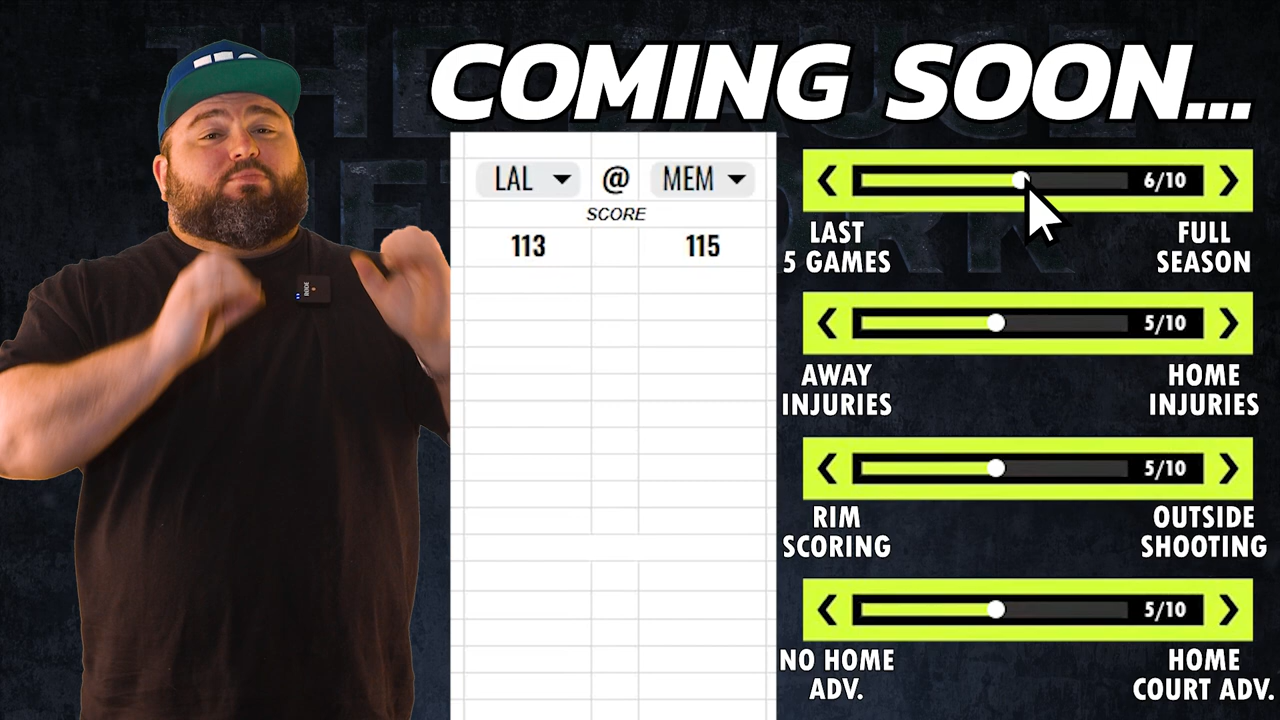 COMING SOON...
LAL @ MEM
SCORE
113 115
6/10
LAST
5 GAMES
FULL
SEASON
5/10
AWAY
INJURIES
HOME
INJURIES
5/10
RIM
SCORING
OUTSIDE
SHOOTING
5/10
NO HOME
ADV.
HOME
COURT ADV.